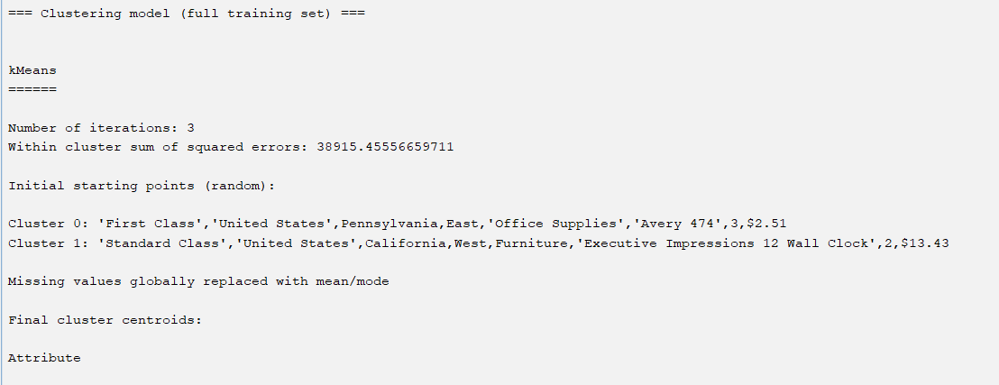 === Clustering model (full training set) ===
kMeans
======
Number of iterations: 3
Within cluster sum of squared errors: 38915.45556659711
Initial starting points (random):
Cluster 0: 'First Class','United States',Pennsylvania,East,'Office Supplies','Avery 474',3,$2.51
Cluster 1: 'Standard Class','United States',California,West,Furniture,'Executive Impressions 12 Wall Clock',2,$13.43
Missing values globally replaced with mean/mode
Final cluster centroids:
Attribute